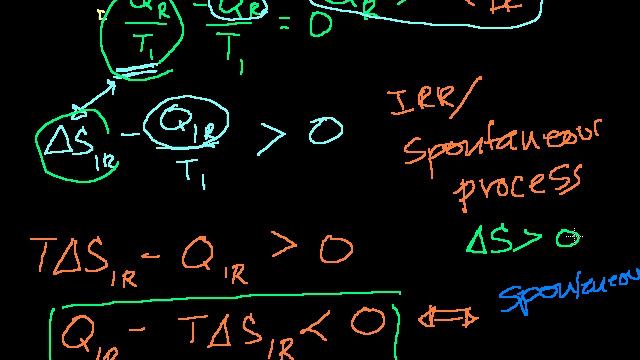 Q_R/T_1 - Q_R/T_1 = 0
ΔS_IR - Q_IR/T_1 > 0
IRR/
Spontaneous
process
ΔS > 0
TΔS_IR - Q_IR > 0
Q_IR - TΔS_IR < 0 ⇔ Spontaneou